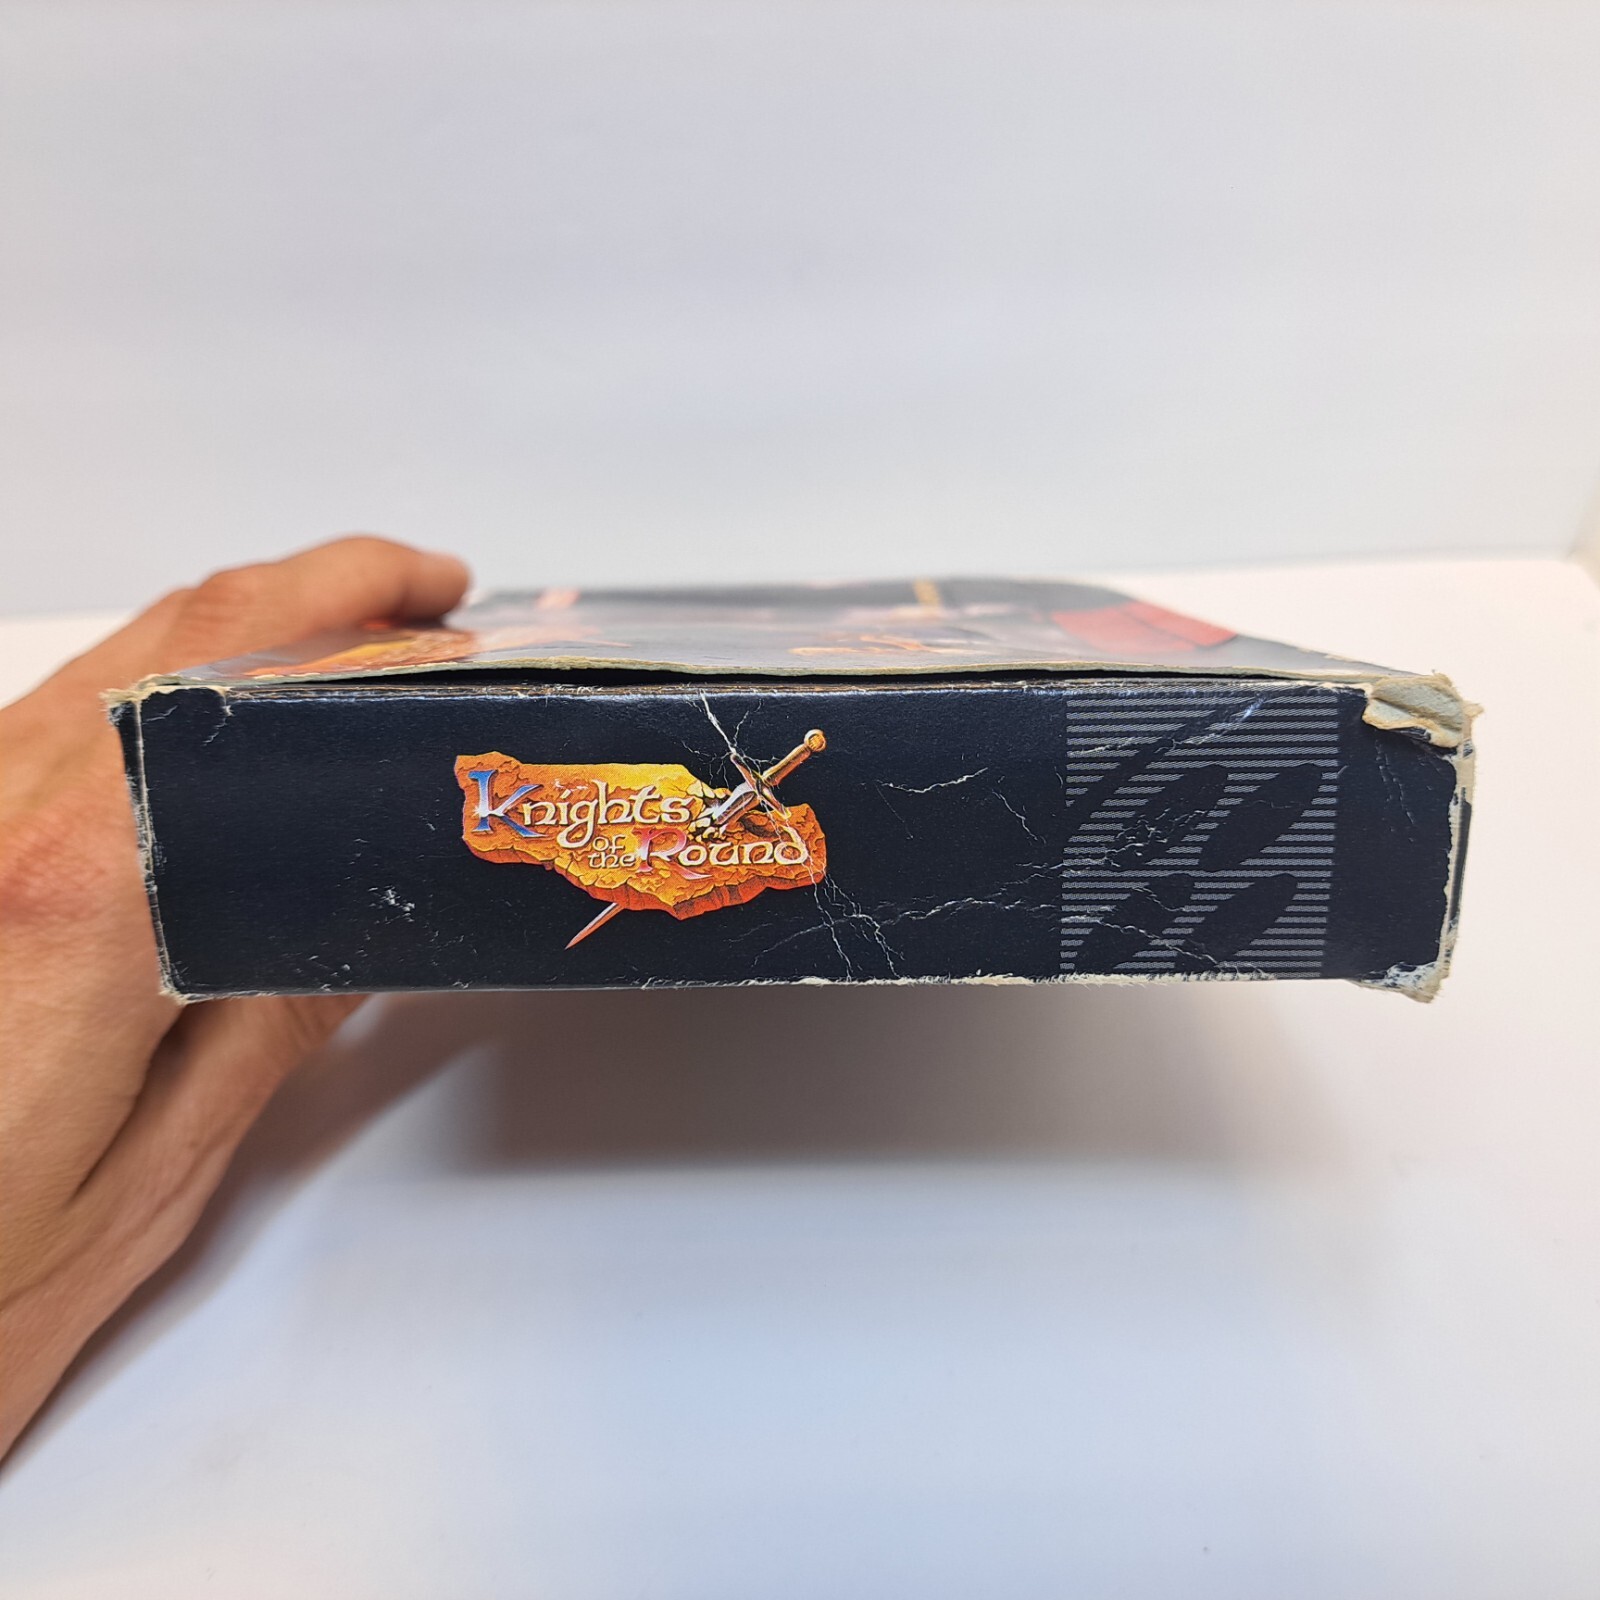 Knights
of
the Round